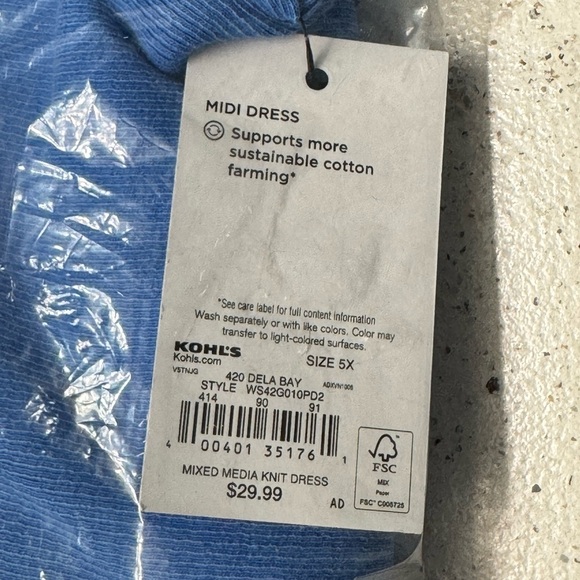 MIDI DRESS
Supports more
sustainable cotton
farming*
*See care label for full content information
Wash separately or with like colors. Color may
transfer to light-colored surfaces.
KOHL'S
Kohls.com
SIZE 5X
VSTNJG
420 DELA BAY
STYLE WS42G010PD2
414 90 91
4 00401 35176 1
MIXED MEDIA KNIT DRESS
$29.99
AD
FSC
MIX
Paper
FSC® C005725